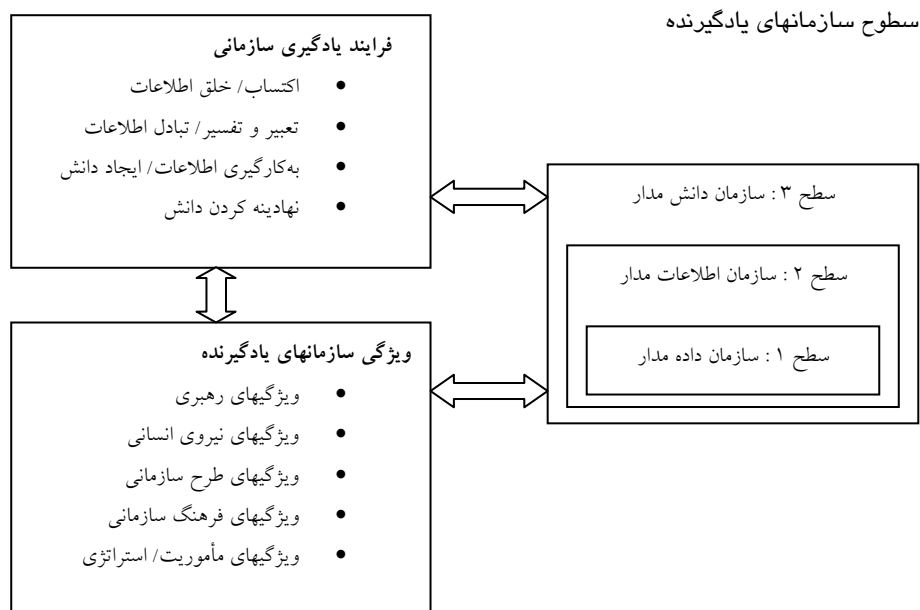 سطوح سازمانهای یادگیرنده
سطح ۳ : سازمان دانش مدار
سطح ۲ : سازمان اطلاعات مدار
سطح ۱ : سازمان داده مدار
فرایند یادگیری سازمانی
• اکتساب/ خلق اطلاعات
• تعبیر و تفسیر/ تبادل اطلاعات
• به‌کارگیری اطلاعات/ ایجاد دانش
• نهادینه کردن دانش
ویژگی سازمانهای یادگیرنده
• ویژگیهای رهبری
• ویژگیهای نیروی انسانی
• ویژگیهای طرح سازمانی
• ویژگیهای فرهنگ سازمانی
• ویژگیهای مأموریت/ استراتژی